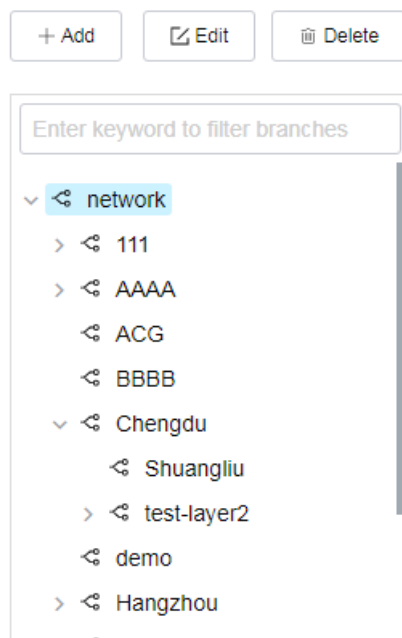 + Add Edit Delete
Enter keyword to filter branches
network
111
AAAA
ACG
BBBB
Chengdu
Shuangliu
test-layer2
demo
Hangzhou